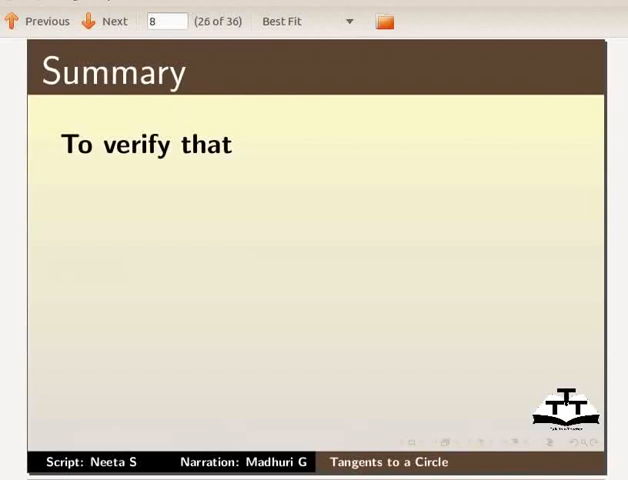 Previous Next 8 (26 of 36) Best Fit
Summary
To verify that
TTT
Script: Neeta S Narration: Madhuri G Tangents to a Circle